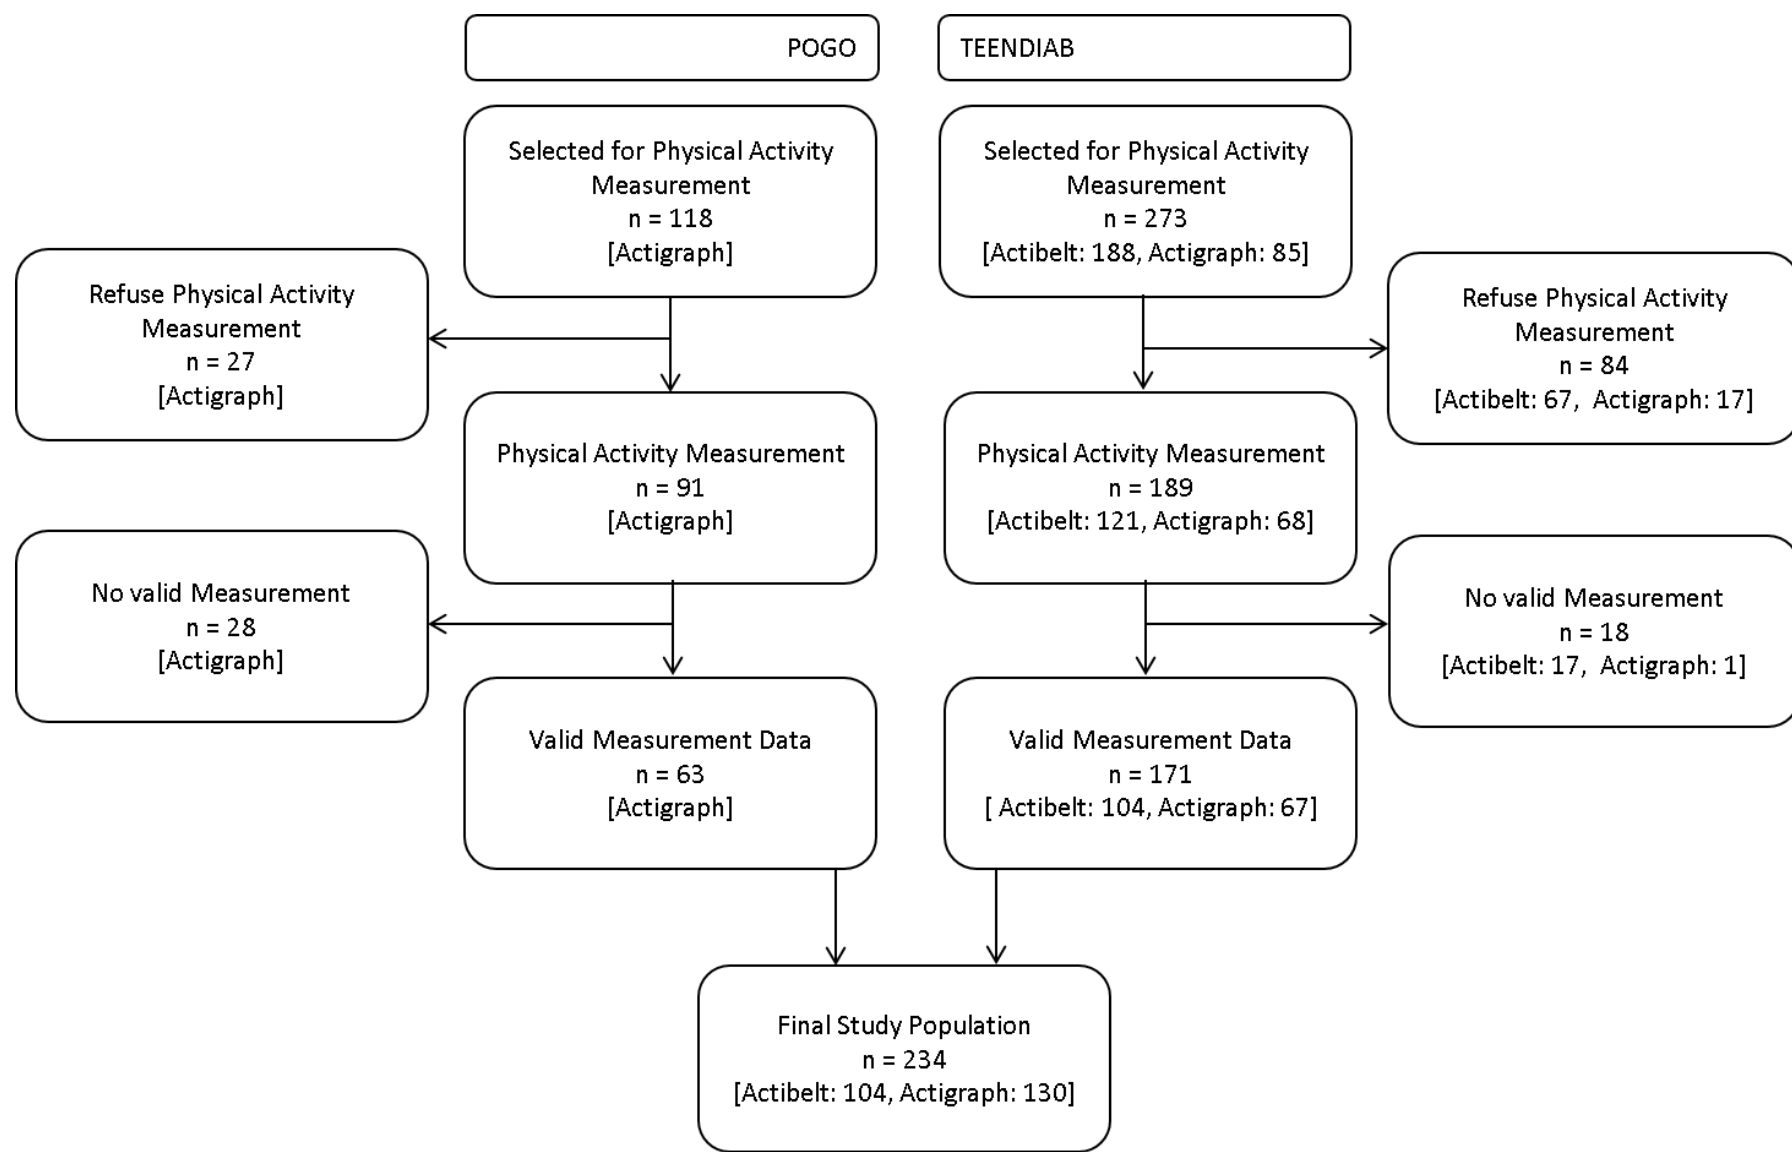 POGO
TEENDIAB
Selected for Physical Activity
Measurement
n = 118
[Actigraph]
Selected for Physical Activity
Measurement
n = 273
[Actibelt: 188, Actigraph: 85]
Refuse Physical Activity
Measurement
n = 27
[Actigraph]
Refuse Physical Activity
Measurement
n = 84
[Actibelt: 67,  Actigraph: 17]
Physical Activity Measurement
n = 91
[Actigraph]
Physical Activity Measurement
n = 189
[Actibelt: 121, Actigraph: 68]
No valid Measurement
n = 28
[Actigraph]
No valid Measurement
n = 18
[Actibelt: 17,  Actigraph: 1]
Valid Measurement Data
n = 63
[Actigraph]
Valid Measurement Data
n = 171
[ Actibelt: 104, Actigraph: 67]
Final Study Population
n = 234
[Actibelt: 104, Actigraph: 130]